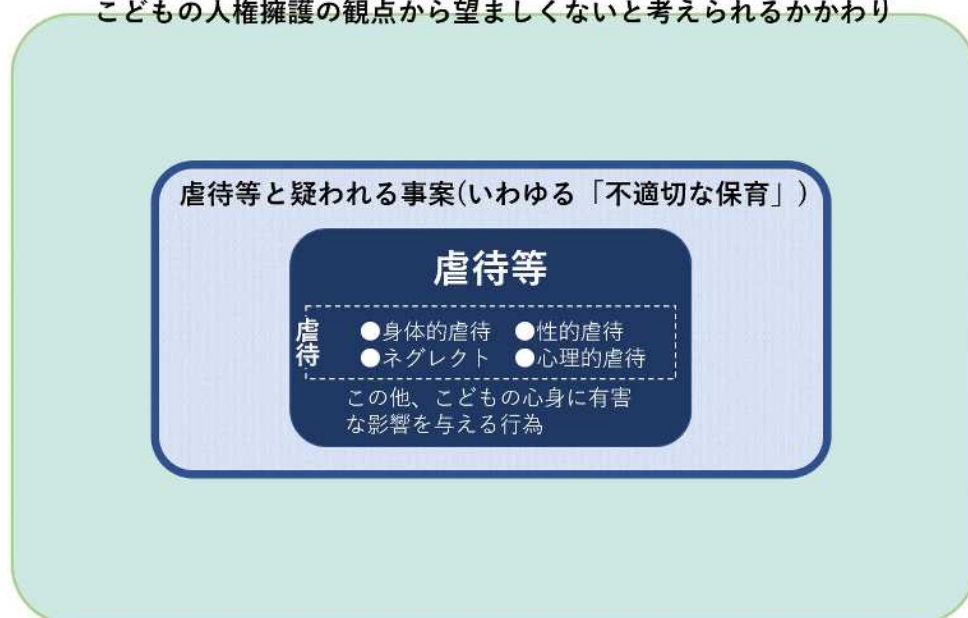 こどもの人権擁護の観点から望ましくないと考えられるかかわり
虐待等と疑われる事案(いわゆる「不適切な保育」)
虐待等
虐待
●身体的虐待 ●性的虐待
●ネグレクト ●心理的虐待
この他、こどもの心身に有害
な影響を与える行為